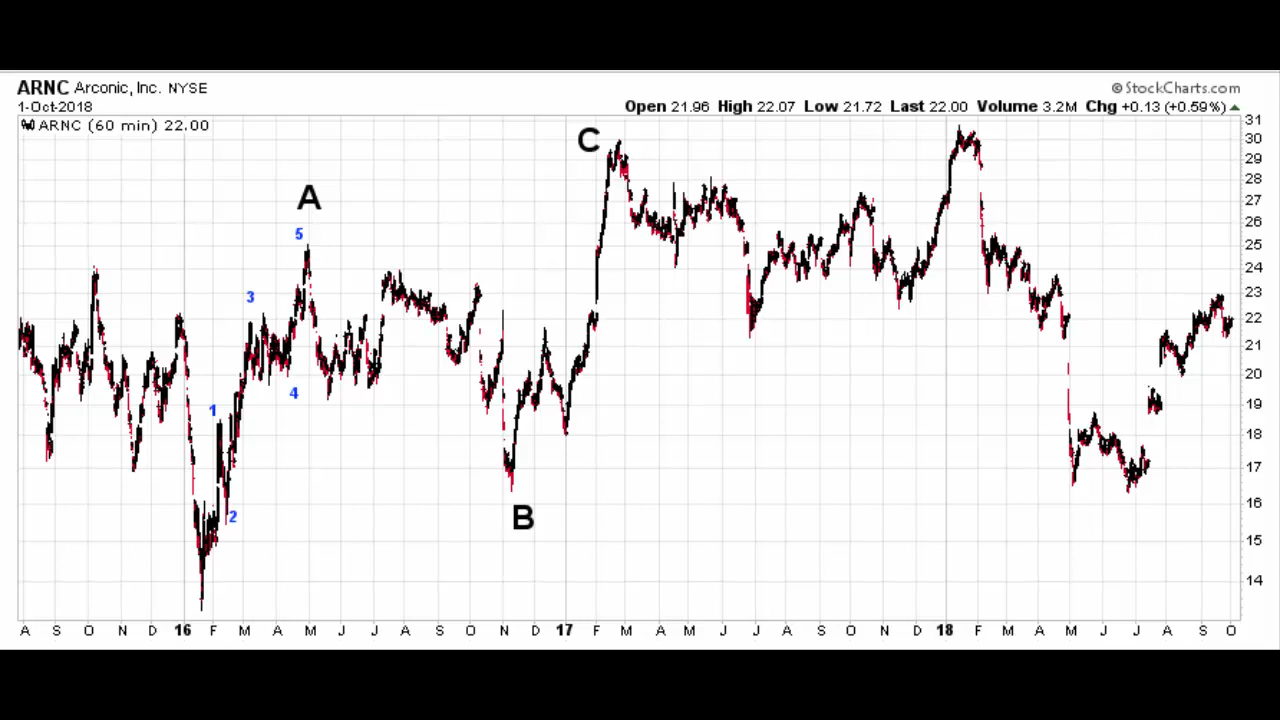 ARNC Arconic, Inc. NYSE
© StockCharts.com
1-Oct-2018
Open 21.96 High 22.07 Low 21.72 Last 22.00 Volume 3.2M Chg +0.13 (+0.59%)
ARNC (60 min) 22.00
31
30
29
28
27
26
25
24
23
22
21
20
19
18
17
16
15
14
C
A
5
3
4
1
2
B
A S O N D 16 F M A M J J A S O N D 17 F M A M J J A S O N D 18 F M A M J J A S O